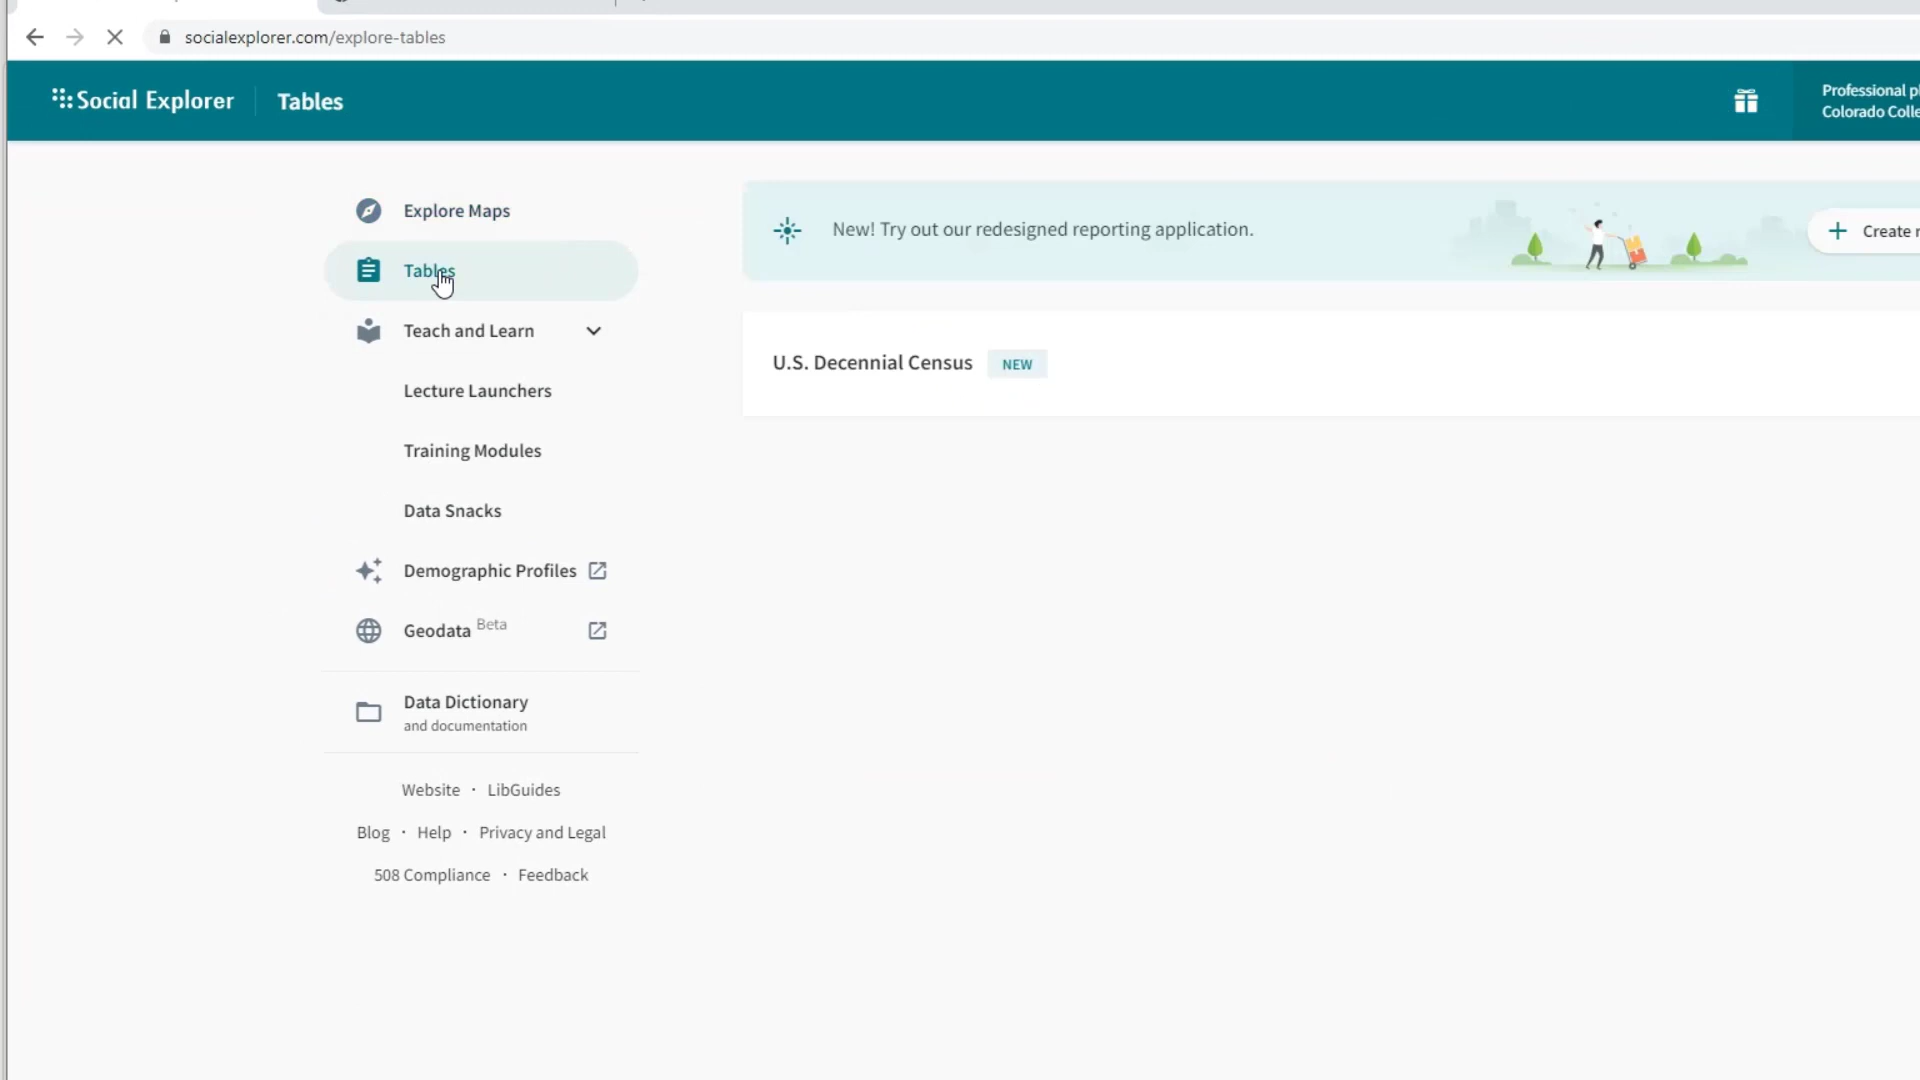 socialexplorer.com/explore-tables
Social Explorer
Tables
Professional
Colorado
Explore Maps
Tables
Teach and Learn
Lecture Launchers
Training Modules
Data Snacks
Demographic Profiles
Geodata Beta
Data Dictionary
and documentation
Website · LibGuides
Blog · Help · Privacy and Legal
508 Compliance · Feedback
New! Try out our redesigned reporting application.
+ Create
U.S. Decennial Census NEW